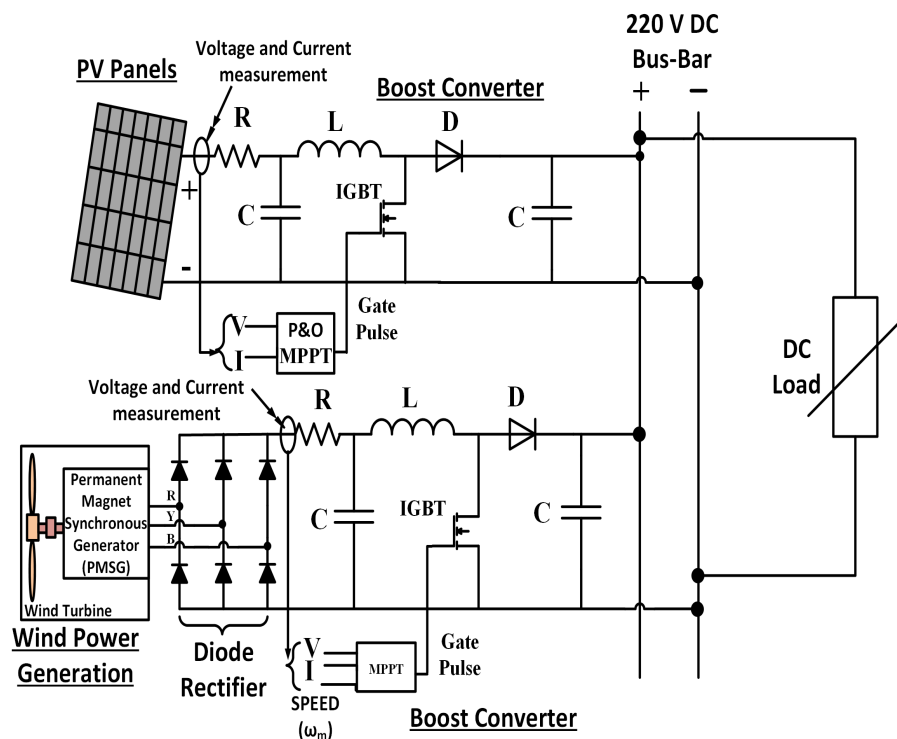 220 V DC
Bus-Bar
+ −
Voltage and Current
measurement
PV Panels
Boost Converter
R
L
D
+
IGBT
C
C
-
Gate
Pulse
V
I
P&O
MPPT
DC
Load
Voltage and Current
measurement
R
L
D
Permanent
Magnet
Synchronous
Generator
(PMSG)
R
Y
B
C
IGBT
C
Wind Turbine
Wind Power
Generation
Diode
Rectifier
V
I
SPEED
(ωm)
MPPT
Gate
Pulse
Boost Converter